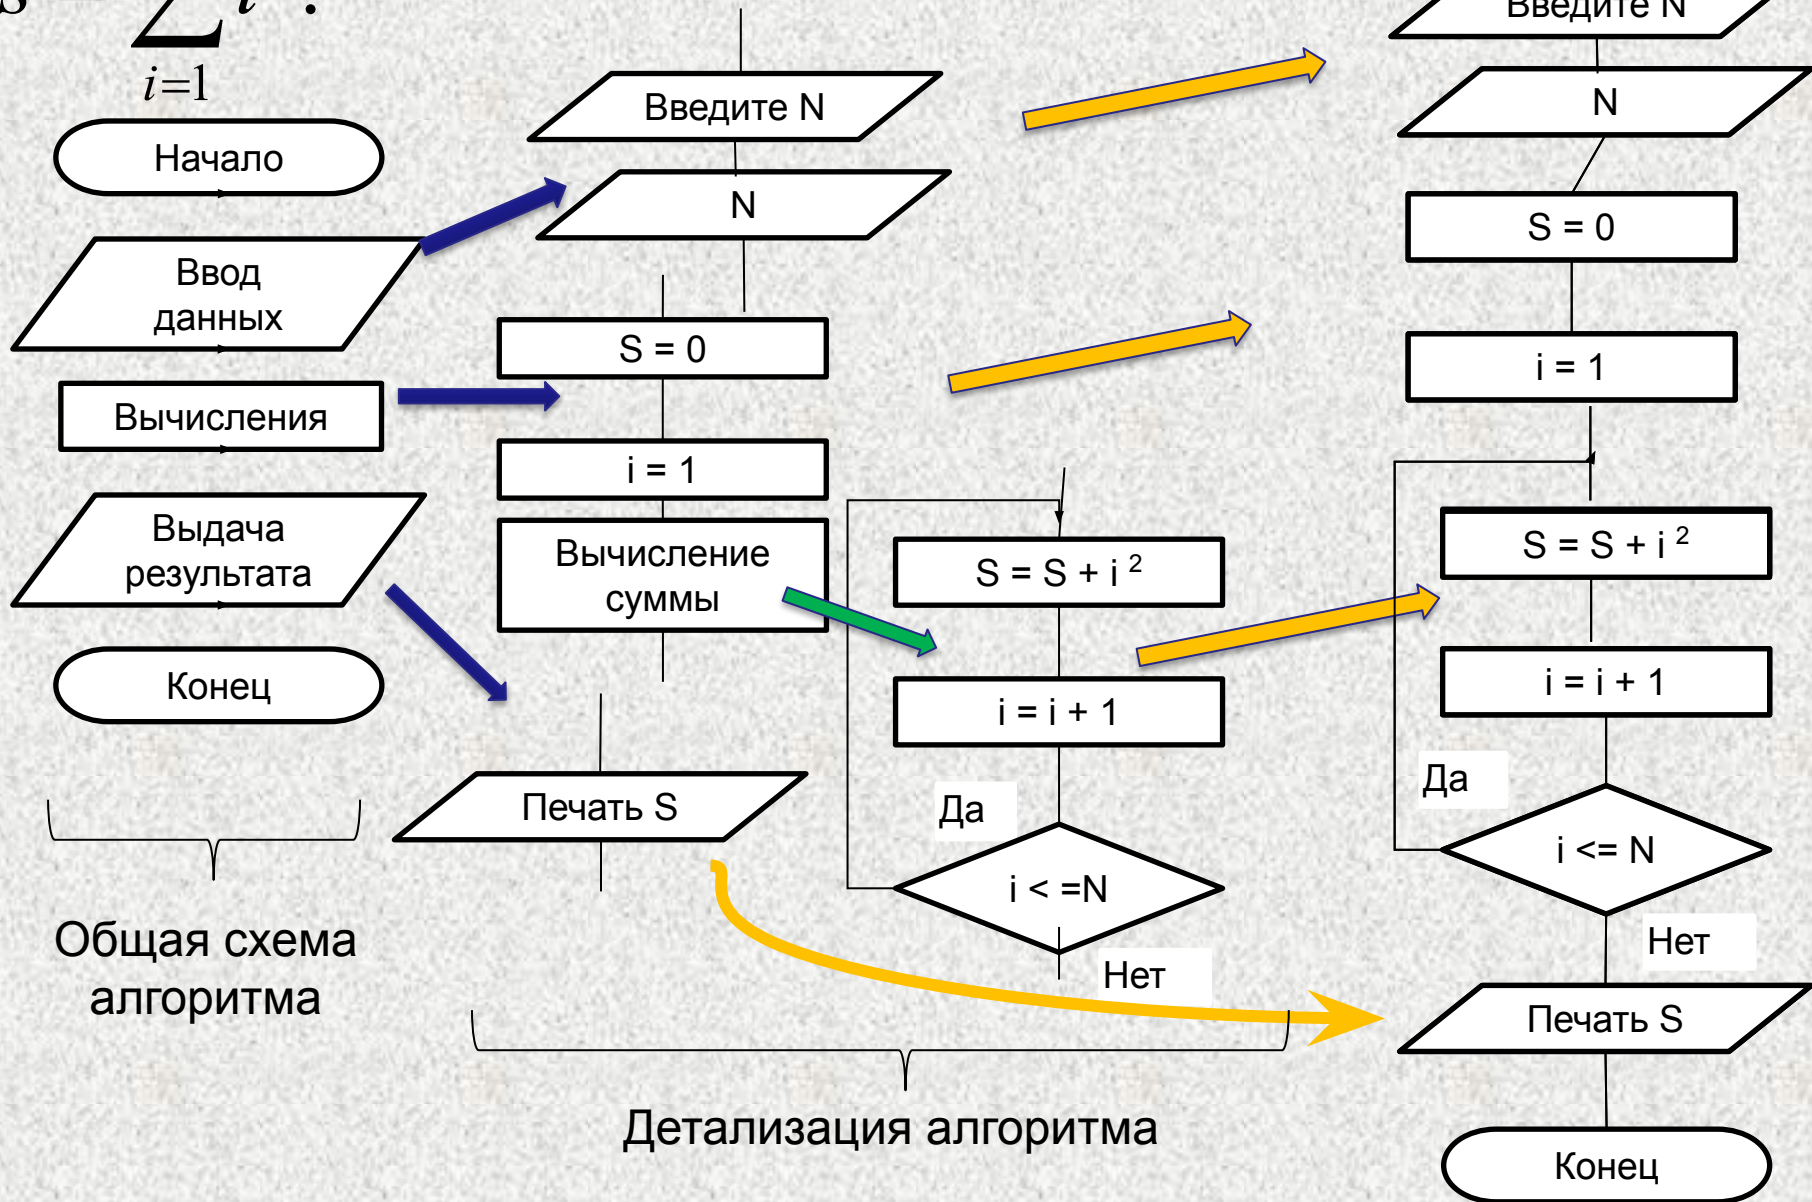 S = ∑ i .
i=1
Начало
Ввод
данных
Вычисления
Выдача
результата
Конец
Общая схема
алгоритма
Введите N
N
S = 0
i = 1
Вычисление
суммы
Печать S
S = S + i ²
i = i + 1
Да
i < =N
Нет
Детализация алгоритма
Введите N
N
S = 0
i = 1
S = S + i ²
i = i + 1
Да
i <= N
Нет
Печать S
Конец